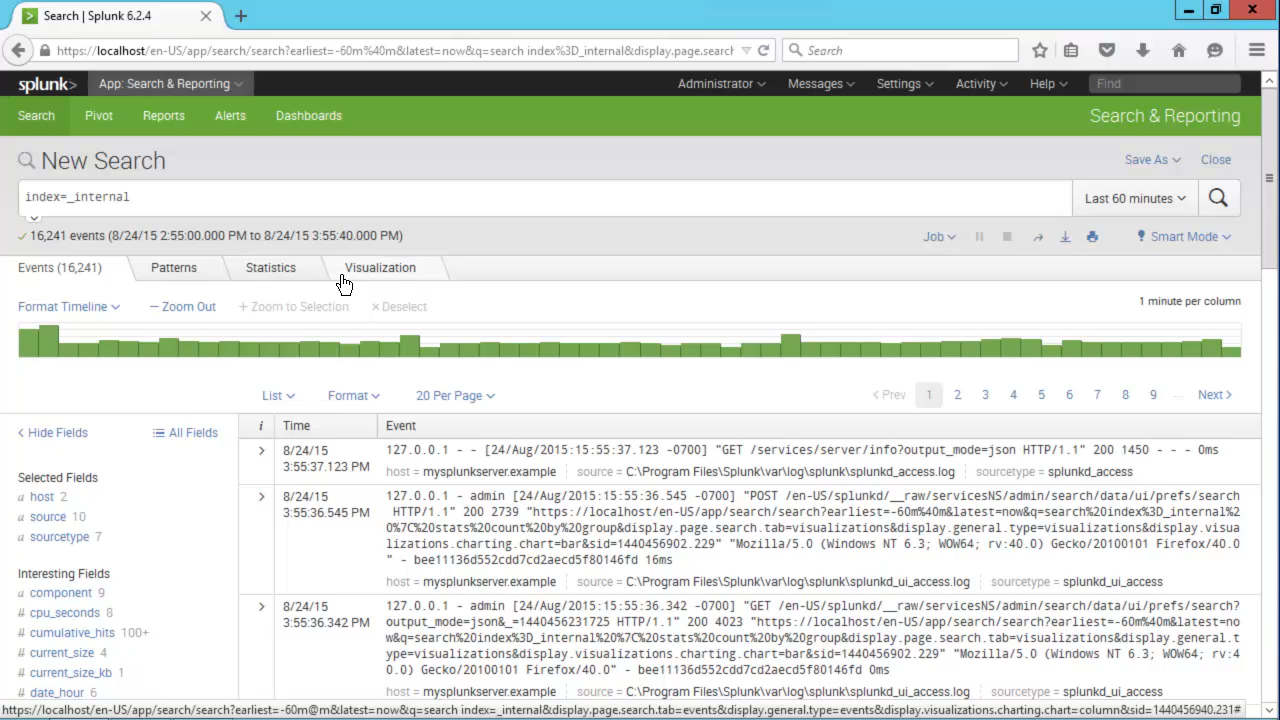 Search | Splunk 6.2.4
https://localhost/en-US/app/search/search?earliest=-60m%40m&latest=now&q=search index%3D_internal&display.page.search
Search
splunk>
App: Search & Reporting
Administrator
Messages
Settings
Activity
Help
Find
Search
Pivot
Reports
Alerts
Dashboards
Search & Reporting
New Search
Save As
Close
index=_internal
Last 60 minutes
16,241 events (8/24/15 2:55:00.000 PM to 8/24/15 3:55:40.000 PM)
Job
Smart Mode
Events (16,241)
Patterns
Statistics
Visualization
Format Timeline
Zoom Out
+ Zoom to Selection
× Deselect
1 minute per column
List
Format
20 Per Page
< Prev
1
2
3
4
5
6
7
8
9
...
Next >
< Hide Fields
All Fields
i
Time
Event
Selected Fields
a host 2
a source 10
a sourcetype 7
Interesting Fields
a component 9
# cpu_seconds 8
# cumulative_hits 100+
# current_size 4
# current_size_kb 1
# date_hour 6
8/24/15
3:55:37.123 PM
127.0.0.1 - - [24/Aug/2015:15:55:37.123 -0700] "GET /services/server/info?output_mode=json HTTP/1.1" 200 1450 - - - 0ms
host = mysplunkserver.example
source = C:\Program Files\Splunk\var\log\splunk\splunkd_access.log
sourcetype = splunkd_access
8/24/15
3:55:36.545 PM
127.0.0.1 - admin [24/Aug/2015:15:55:36.545 -0700] "POST /en-US/splunkd/__raw/servicesNS/admin/search/data/ui/prefs/search
HTTP/1.1" 200 2739 "https://localhost/en-US/app/search/search?earliest=-60m%40m&latest=now&q=search%20index%3D_internal%2
0%7C%20stats%20count%20by%20group&display.page.search.tab=visualizations&display.general.type=visualizations&display.visua
lizations.charting.chart=bar&sid=1440456902.229" "Mozilla/5.0 (Windows NT 6.3; WOW64; rv:40.0) Gecko/20100101 Firefox/40.0
" - bee11136d552cdd7cd2aecd5f80146fd 16ms
host = mysplunkserver.example
source = C:\Program Files\Splunk\var\log\splunk\splunkd_ui_access.log
sourcetype = splunkd_ui_access
8/24/15
3:55:36.342 PM
127.0.0.1 - admin [24/Aug/2015:15:55:36.342 -0700] "GET /en-US/splunkd/__raw/servicesNS/admin/search/data/ui/prefs/search?
output_mode=json&_=1440456231725 HTTP/1.1" 200 4023 "https://localhost/en-US/app/search/search?earliest=-60m%40m&latest=no
w&q=search%20index%3D_internal%20%7C%20stats%20count%20by%20group&display.page.search.tab=visualizations&display.general.t
ype=visualizations&display.visualizations.charting.chart=bar&sid=1440456902.229" "Mozilla/5.0 (Windows NT 6.3; WOW64; rv:4
0.0) Gecko/20100101 Firefox/40.0" - bee11136d552cdd7cd2aecd5f80146fd 0ms
host = mysplunkserver.example
source = C:\Program Files\Splunk\var\log\splunk\splunkd_ui_access.log
sourcetype = splunkd_ui_access
https://localhost/en-US/app/search/search?earliest=-60m@m&latest=now&q=search index=_internal&display.page.search.tab=events&display.general.type=events&display.visualizations.charting.chart=column&sid=1440456940.231#